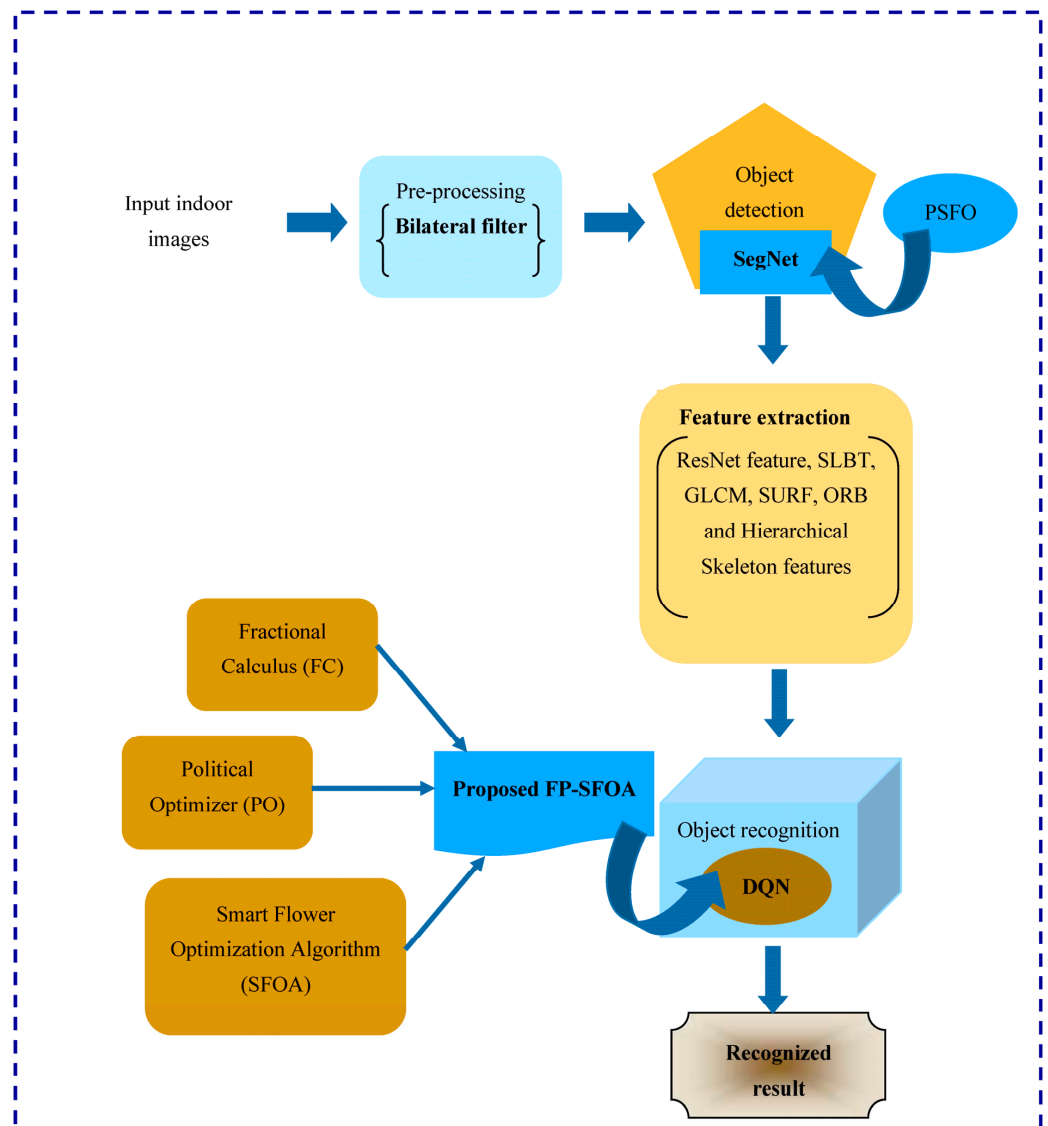 Input indoor
images
Pre-processing
Bilateral filter
Object
detection
SegNet
PSFO
Feature extraction
ResNet feature, SLBT,
GLCM, SURF, ORB
and Hierarchical
Skeleton features
Fractional
Calculus (FC)
Political
Optimizer (PO)
Smart Flower
Optimization Algorithm
(SFOA)
Proposed FP-SFOA
Object recognition
DQN
Recognized
result